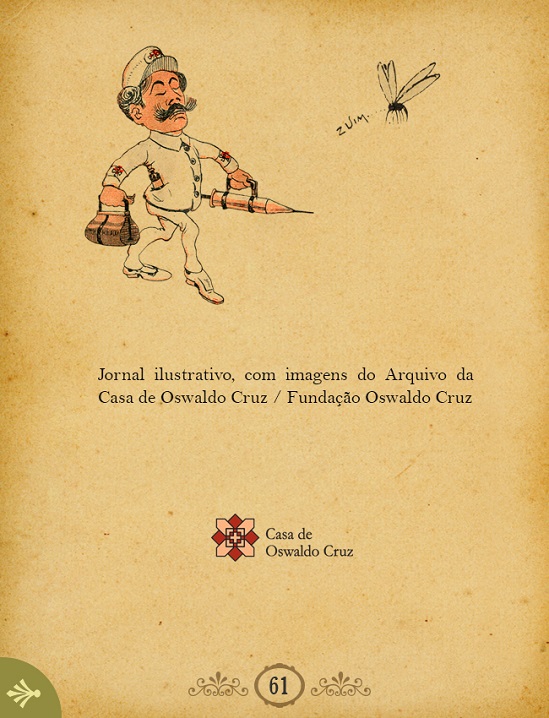 ZUIM.
Jornal ilustrativo, com imagens do Arquivo da
Casa de Oswaldo Cruz / Fundação Oswaldo Cruz
Casa de
Oswaldo Cruz
61